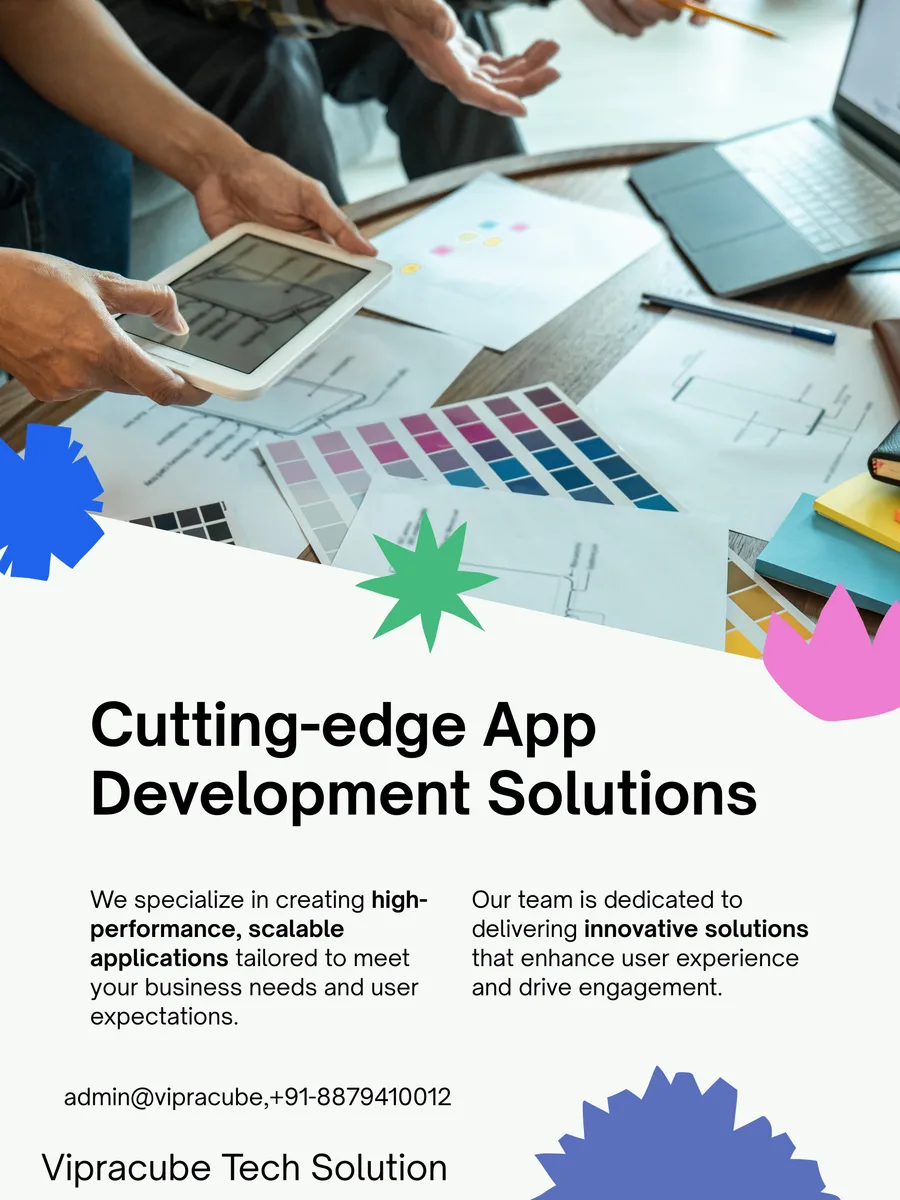 Cutting-edge App
Development Solutions
We specialize in creating high-
performance, scalable
applications tailored to meet
your business needs and user
expectations.
Our team is dedicated to
delivering innovative solutions
that enhance user experience
and drive engagement.
admin@vipracube,+91-8879410012
Vipracube Tech Solution